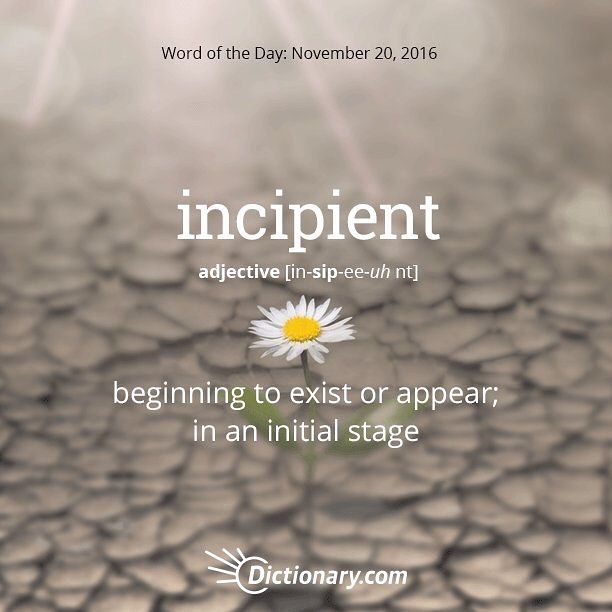 Word of the Day: November 20, 2016
incipient
adjective [in-sip-ee-uh nt]
beginning to exist or appear;
in an initial stage
Dictionary.com